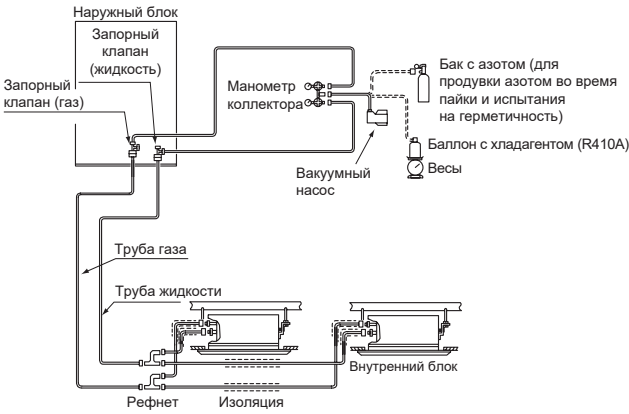 Наружный блок
Запорный
клапан
(жидкость)
Запорный
клапан (газ)
Манометр
коллектора
Бак с азотом (для
продувки азотом во время
пайки и испытания
на герметичность)
Баллон с хладагентом (R410A)
Весы
Вакуумный
насос
Труба газа
Труба жидкости
Внутренний блок
Рефнет
Изоляция